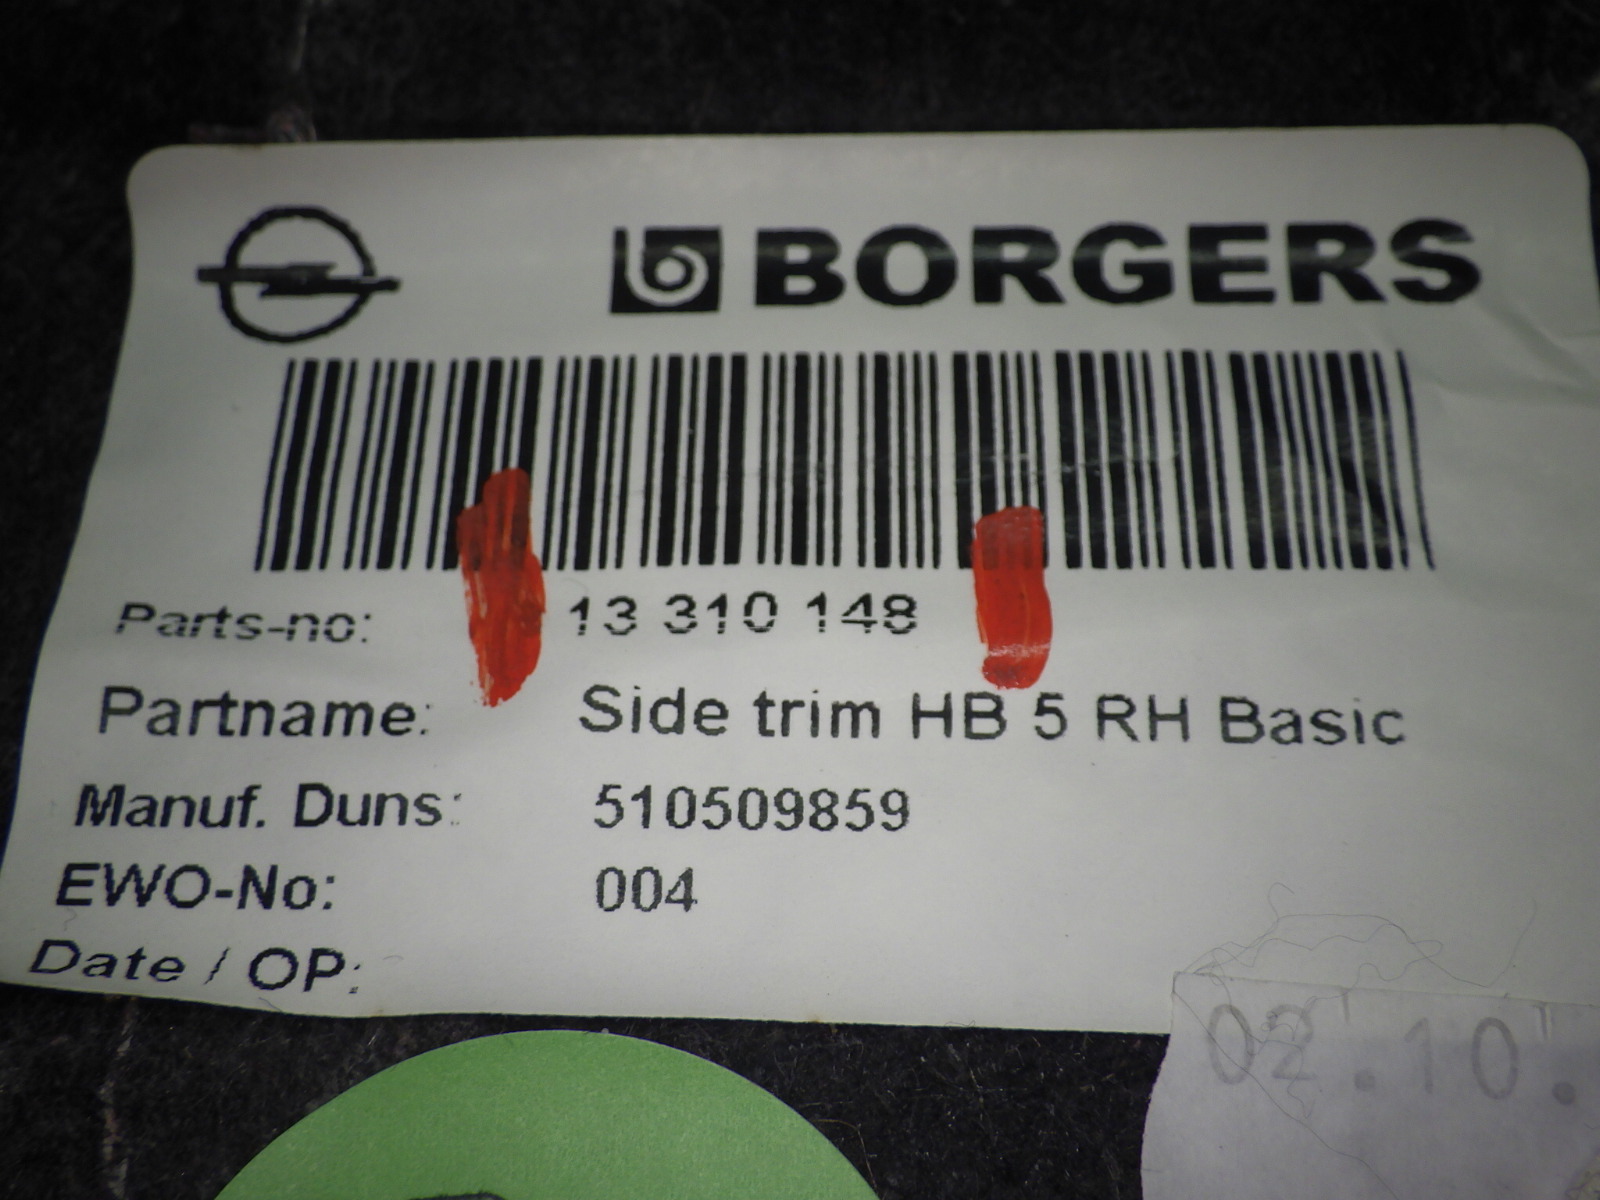 BORGERS
Parts-no: 13 310 148
Partname: Side trim HB 5 RH Basic
Manuf. Duns: 510509859
EWO-No: 004
Date / OP:
02.10.